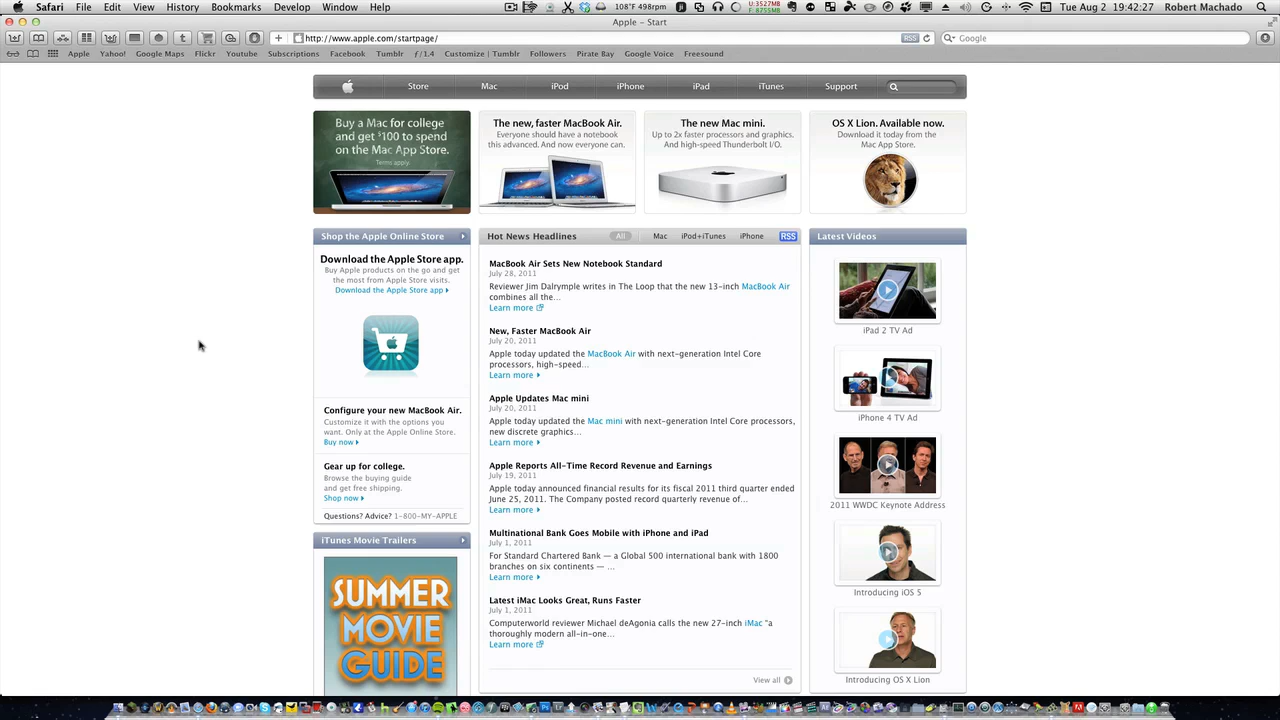 Safari File Edit View History Bookmarks Develop Window Help
108°F 498rpm
Tue Aug 2 19:42:27 Robert Machado
Apple – Start
http://www.apple.com/startpage/
RSS
Google
Apple Yahoo! Google Maps Flickr Youtube Subscriptions Facebook Tumblr ƒ/1.4 Customize | Tumblr Followers Pirate Bay Google Voice Freesound
Store Mac iPod iPhone iPad iTunes Support
Buy a Mac for college
and get $100 to spend
on the Mac App Store.
Terms apply.
The new, faster MacBook Air.
Everyone should have a notebook
this advanced. And now everyone can.
The new Mac mini.
Up to 2x faster processors and graphics.
And high-speed Thunderbolt I/O.
OS X Lion. Available now.
Download it today from the
Mac App Store.
Shop the Apple Online Store
Download the Apple Store app.
Buy Apple products on the go and get
the most from Apple Store visits.
Download the Apple Store app
Configure your new MacBook Air.
Customize it with the options you
want. Only at the Apple Online Store.
Buy now
Gear up for college.
Browse the buying guide
and get free shipping.
Shop now
Questions? Advice? 1-800-MY-APPLE
iTunes Movie Trailers
SUMMER
MOVIE
GUIDE
Hot News Headlines All Mac iPod+iTunes iPhone RSS
MacBook Air Sets New Notebook Standard
July 28, 2011
Reviewer Jim Dalrymple writes in The Loop that the new 13-inch MacBook Air
combines all the...
Learn more
New, Faster MacBook Air
July 20, 2011
Apple today updated the MacBook Air with next-generation Intel Core
processors, high-speed...
Learn more
Apple Updates Mac mini
July 20, 2011
Apple today updated the Mac mini with next-generation Intel Core processors,
new discrete graphics...
Learn more
Apple Reports All-Time Record Revenue and Earnings
July 19, 2011
Apple today announced financial results for its fiscal 2011 third quarter ended
June 25, 2011. The Company posted record quarterly revenue of...
Learn more
Multinational Bank Goes Mobile with iPhone and iPad
July 1, 2011
For Standard Chartered Bank — a Global 500 international bank with 1800
branches on six continents — ...
Learn more
Latest iMac Looks Great, Runs Faster
July 1, 2011
Computerworld reviewer Michael deAgonia calls the new 27-inch iMac "a
thoroughly modern all-in-one...
Learn more
View all
Latest Videos
iPad 2 TV Ad
iPhone 4 TV Ad
2011 WWDC Keynote Address
Introducing iOS 5
Introducing OS X Lion